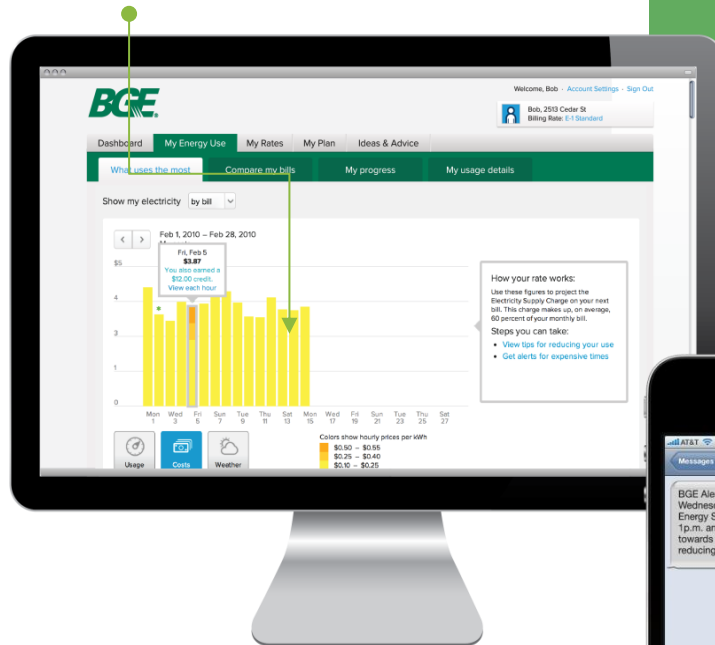 BGE
Welcome, Bob - Account Settings - Sign Out
Bob, 2513 Cedar St
Billing Rate: E-1 Standard
Dashboard My Energy Use My Rates My Plan Ideas & Advice
What uses the most Compare my bills My progress My usage details
Show my electricity by bill
Feb 1, 2010 – Feb 28, 2010
Fri, Feb 5
$3.87
You also earned a
$12.00 credit.
View each hour
$5
4
3
1
0
Mon Wed Fri Sun Tue Thu Sat Mon Wed Fri Sun Tue Thu Sat
1 3 5 7 9 11 13 15 17 19 21 23 25 27
How your rate works:
Use these figures to project the
Electricity Supply Charge on your next
bill. This charge makes up, on average,
60 percent of your monthly bill.
Steps you can take:
• View tips for reducing your use
• Get alerts for expensive times
Usage Costs Weather
Colors show hourly prices per kWh
$0.50 – $0.55
$0.25 – $0.40
$0.10 – $0.25
AT&T
Messages
BGE Ale
Wednes
Energy S
1p.m. an
towards
reducing